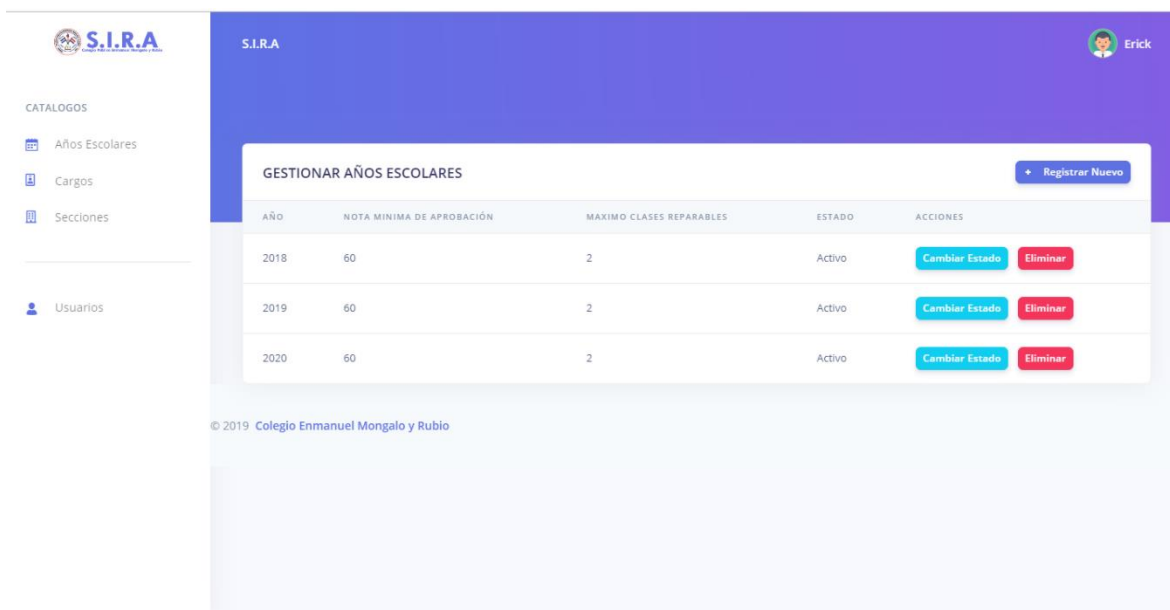 S.I.R.A
S.I.R.A
Erick
CATALOGOS
Años Escolares
Cargos
Secciones
Usuarios
GESTIONAR AÑOS ESCOLARES
+ Registrar Nuevo
AÑO NOTA MINIMA DE APROBACIÓN MAXIMO CLASES REPARABLES ESTADO ACCIONES
2018 60 2 Activo Cambiar Estado Eliminar
2019 60 2 Activo Cambiar Estado Eliminar
2020 60 2 Activo Cambiar Estado Eliminar
© 2019 Colegio Enmanuel Mongalo y Rubio